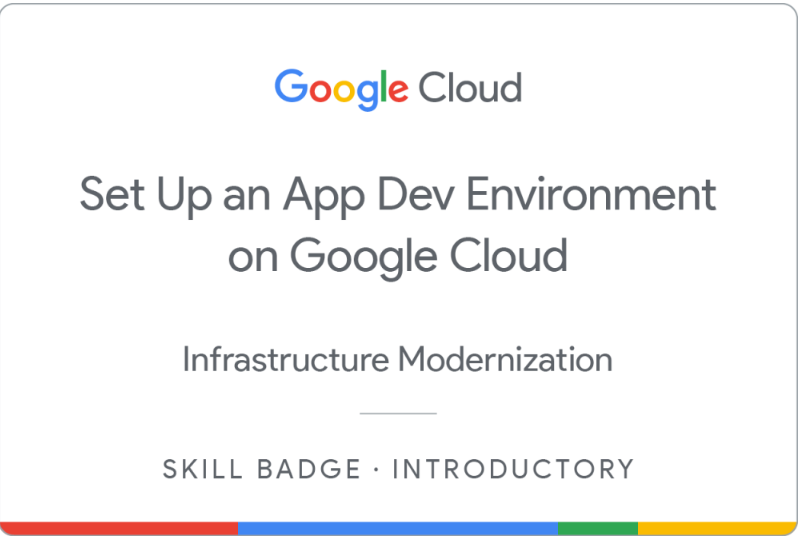 Google Cloud
Set Up an App Dev Environment
on Google Cloud
Infrastructure Modernization
SKILL BADGE · INTRODUCTORY